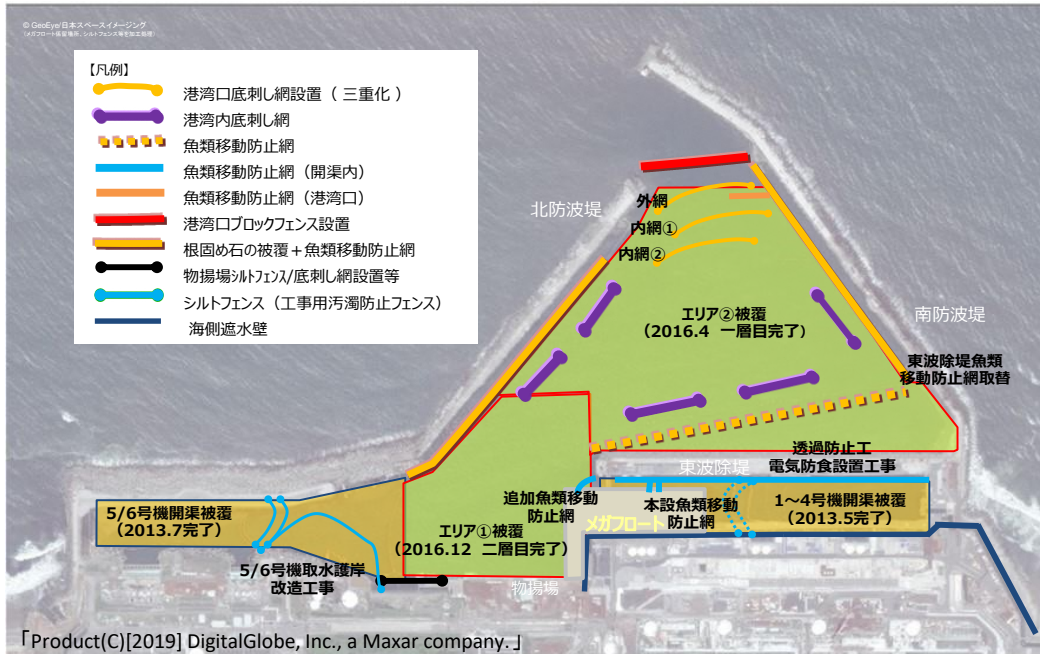 © GeoEye/日本スペースイメージング
【凡例】
港湾口底刺し網設置（ 三重化 ）
港湾内底刺し網
魚類移動防止網
魚類移動防止網（開渠内）
魚類移動防止網（港湾口）
港湾口ブロックフェンス設置
根固め石の被覆＋魚類移動防止網
物揚場ｼﾙﾄﾌｪﾝｽ/底刺し網設置等
シルトフェンス（工事用汚濁防止フェンス）
海側遮水壁
北防波堤
外網
内網①
内網②
エリア②被覆
（2016.4 一層目完了）
南防波堤
東波除堤魚類
移動防止網取替
東波除堤
透過防止工
電気防食設置工事
5/6号機開渠被覆
（2013.7完了）
追加魚類移動
防止網
本設魚類移動
防止網
メガフロート
1～4号機開渠被覆
（2013.5完了）
エリア①被覆
（2016.12 二層目完了）
5/6号機取水護岸
改造工事
物揚場
「Product(C)[2019] DigitalGlobe, Inc., a Maxar company.」